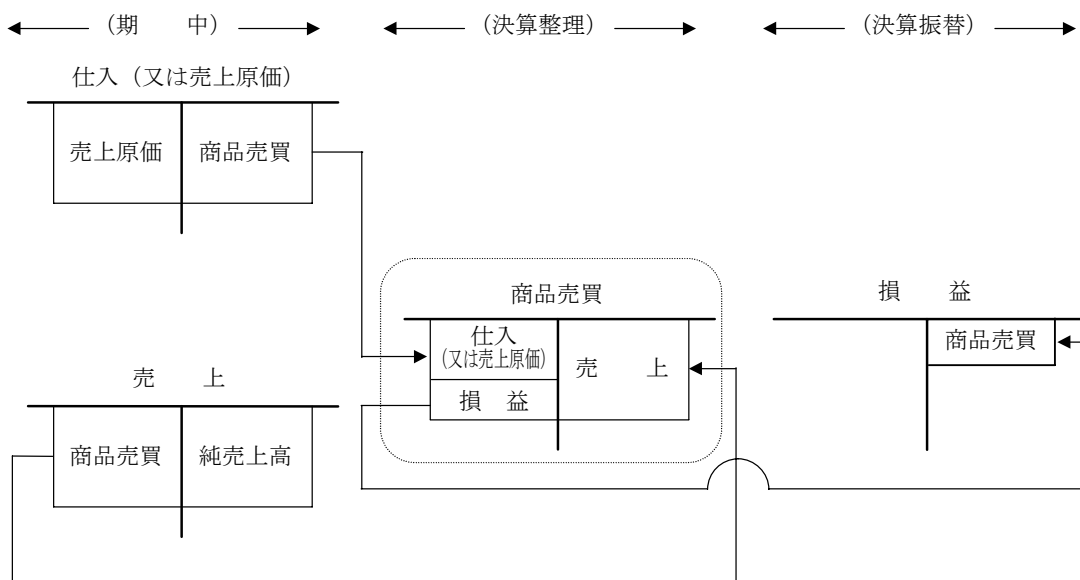 (期　　中)
(決算整理)
(決算振替)
仕入（又は売上原価）
売上原価
商品売買
商品売買
損　　益
仕入
(又は売上原価)
売　　上
商品売買
売　　上
損　益
商品売買
純売上高